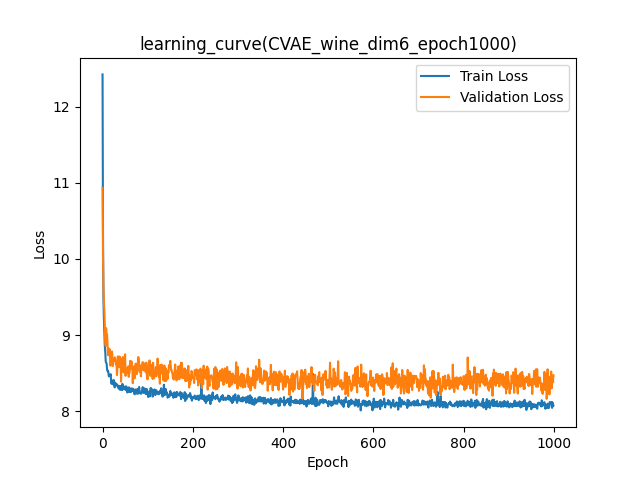 learning_curve(CVAE_wine_dim6_epoch1000)
Train Loss
Validation Loss
12
11
10
9
8
Loss
0 200 400 600 800 1000
Epoch